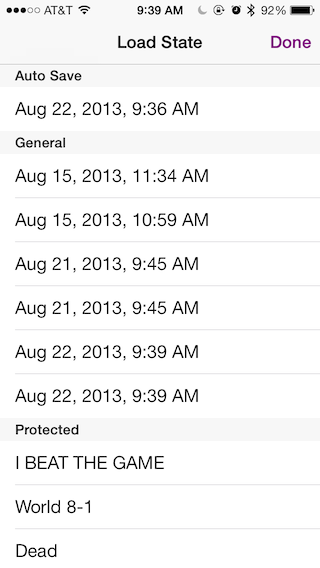 AT&T 9:39 AM 92%
Load State Done
Auto Save
Aug 22, 2013, 9:36 AM
General
Aug 15, 2013, 11:34 AM
Aug 15, 2013, 10:59 AM
Aug 21, 2013, 9:45 AM
Aug 21, 2013, 9:45 AM
Aug 22, 2013, 9:39 AM
Aug 22, 2013, 9:39 AM
Protected
I BEAT THE GAME
World 8-1
Dead